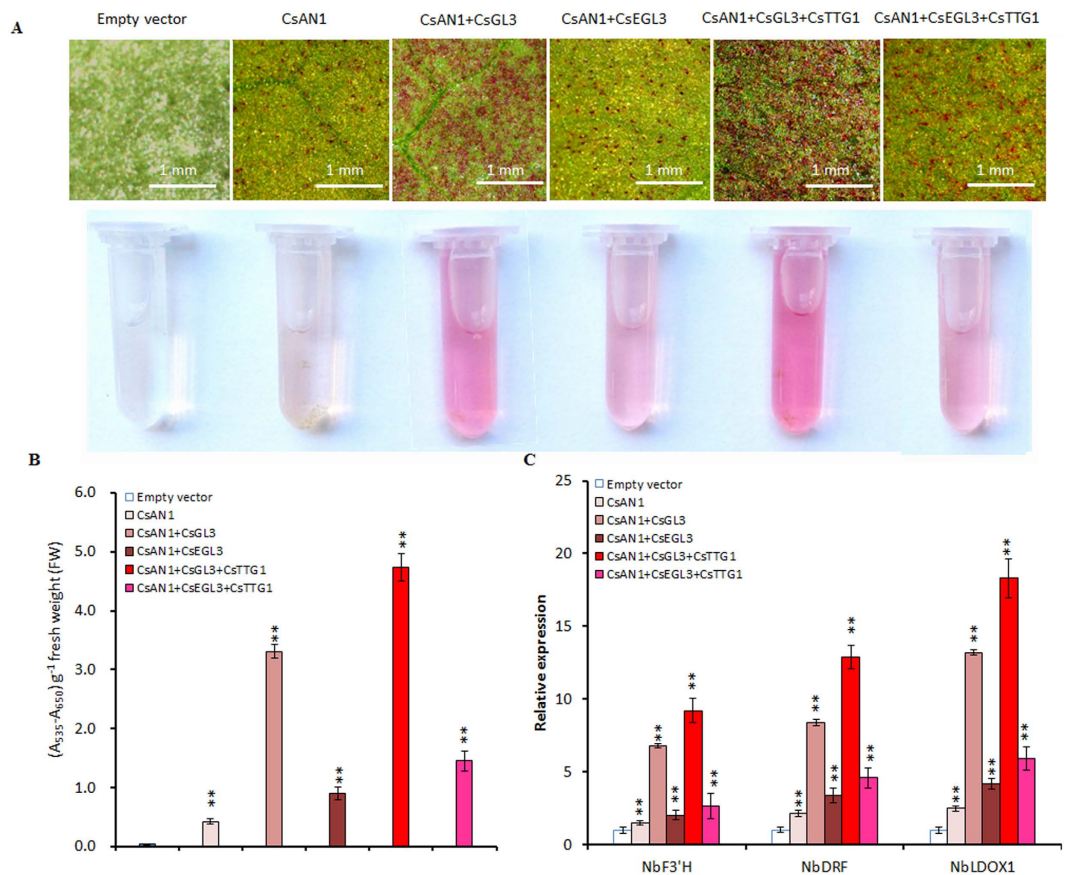 A
Empty vector CsAN1 CsAN1+CsGL3 CsAN1+CsEGL3 CsAN1+CsGL3+CsTTG1 CsAN1+CsEGL3+CsTTG1
1 mm 1 mm 1 mm 1 mm 1 mm 1 mm
B
(A535-A650) g-1 fresh weight (FW)
6.0
5.0
4.0
3.0
2.0
1.0
0.0
Empty vector
CsAN1
CsAN1+CsGL3
CsAN1+CsEGL3
CsAN1+CsGL3+CsTTG1
CsAN1+CsEGL3+CsTTG1
** ** ** ** **
C
Relative expression
25
20
15
10
5
0
Empty vector
CsAN1
CsAN1+CsGL3
CsAN1+CsEGL3
CsAN1+CsGL3+CsTTG1
CsAN1+CsEGL3+CsTTG1
** ** ** ** ** ** ** ** ** ** ** ** ** ** **
NbF3'H NbDRF NbLDOX1